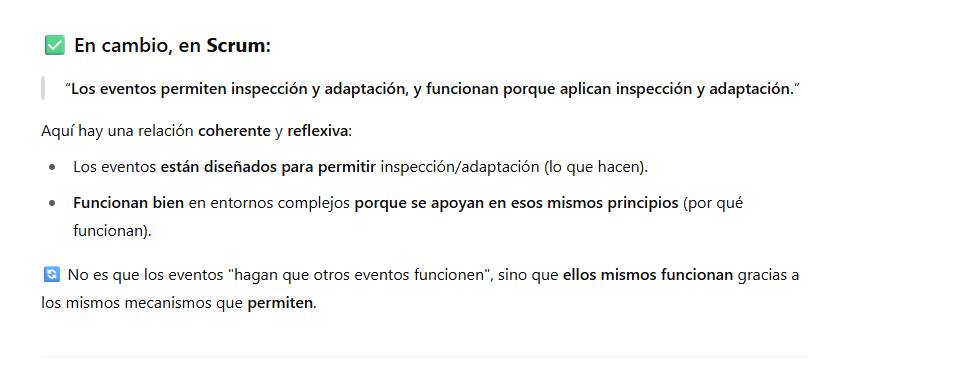 ✅ En cambio, en Scrum:
“Los eventos permiten inspección y adaptación, y funcionan porque aplican inspección y adaptación.”
Aquí hay una relación coherente y reflexiva:
• Los eventos están diseñados para permitir inspección/adaptación (lo que hacen).
• Funcionan bien en entornos complejos porque se apoyan en esos mismos principios (por qué
funcionan).
🔄 No es que los eventos "hagan que otros eventos funcionen", sino que ellos mismos funcionan gracias a
los mismos mecanismos que permiten.